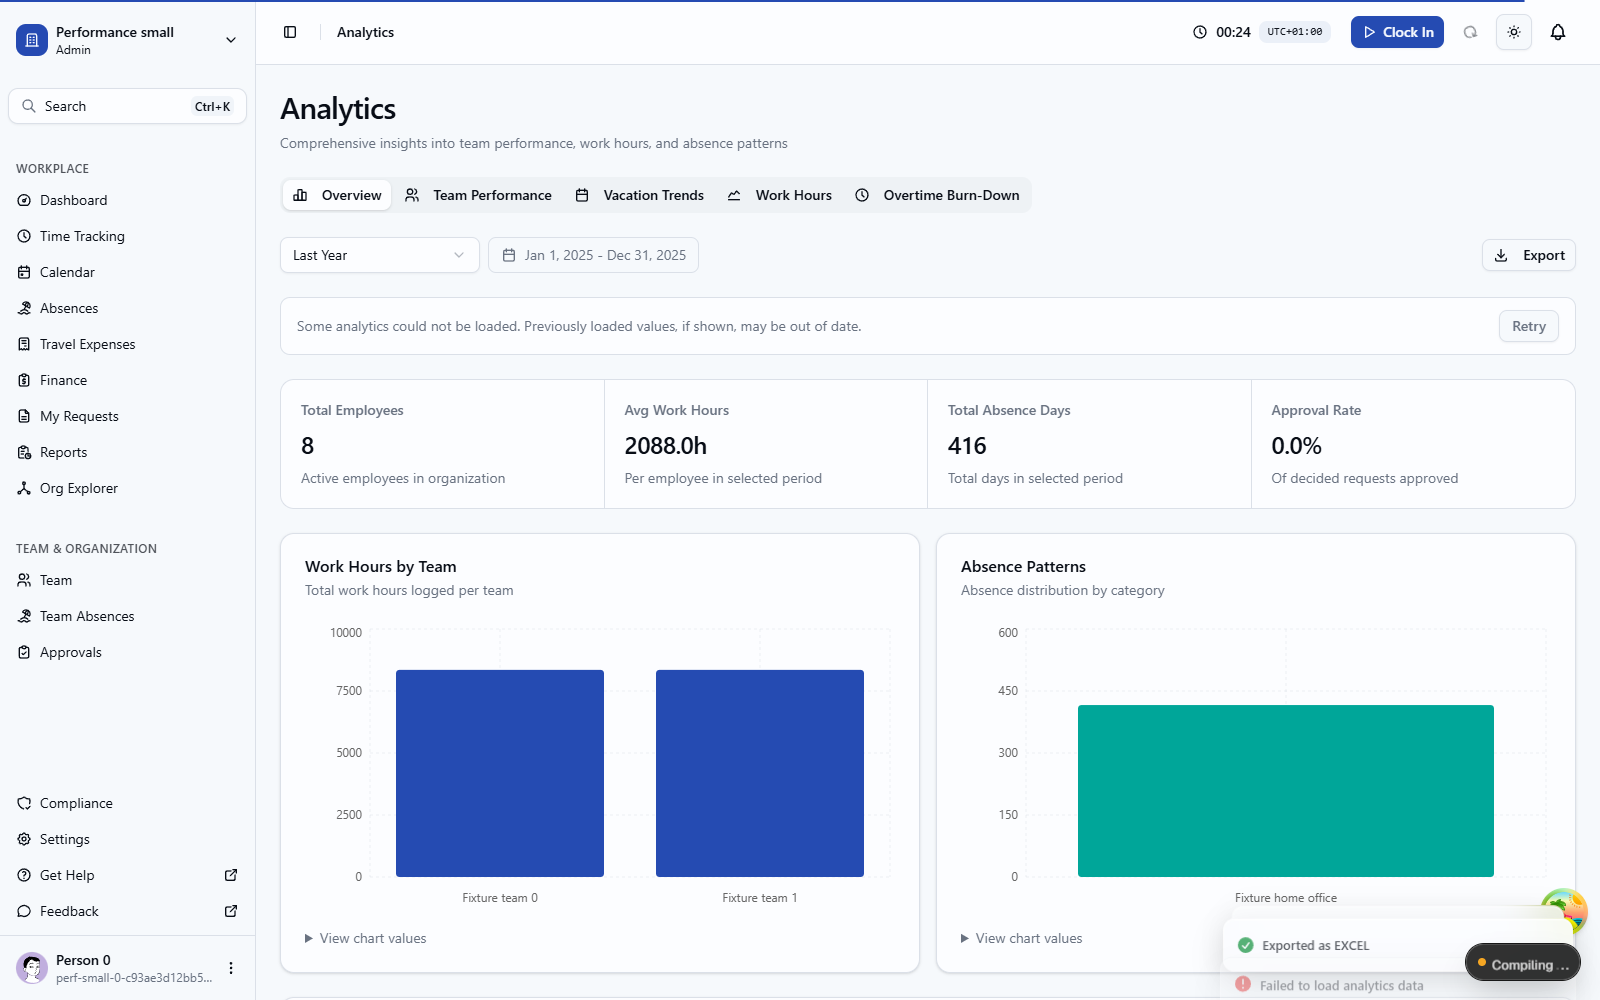 Performance small
Admin
Search
Ctrl+K
WORKPLACE
Dashboard
Time Tracking
Calendar
Absences
Travel Expenses
Finance
My Requests
Reports
Org Explorer
TEAM & ORGANIZATION
Team
Team Absences
Approvals
Compliance
Settings
Get Help
Feedback
Person 0
perf-small-0-c93ae3d12bb5...
Analytics
00:24
UTC+01:00
Clock In
Analytics
Comprehensive insights into team performance, work hours, and absence patterns
Overview
Team Performance
Vacation Trends
Work Hours
Overtime Burn-Down
Last Year
Jan 1, 2025 - Dec 31, 2025
Export
Some analytics could not be loaded. Previously loaded values, if shown, may be out of date.
Retry
Total Employees
8
Active employees in organization
Avg Work Hours
2088.0h
Per employee in selected period
Total Absence Days
416
Total days in selected period
Approval Rate
0.0%
Of decided requests approved
Work Hours by Team
Total work hours logged per team
10000
7500
5000
2500
0
Fixture team 0
Fixture team 1
View chart values
Absence Patterns
Absence distribution by category
600
450
300
150
0
Fixture home office
View chart values
Exported as EXCEL
Compiling ...
Failed to load analytics data